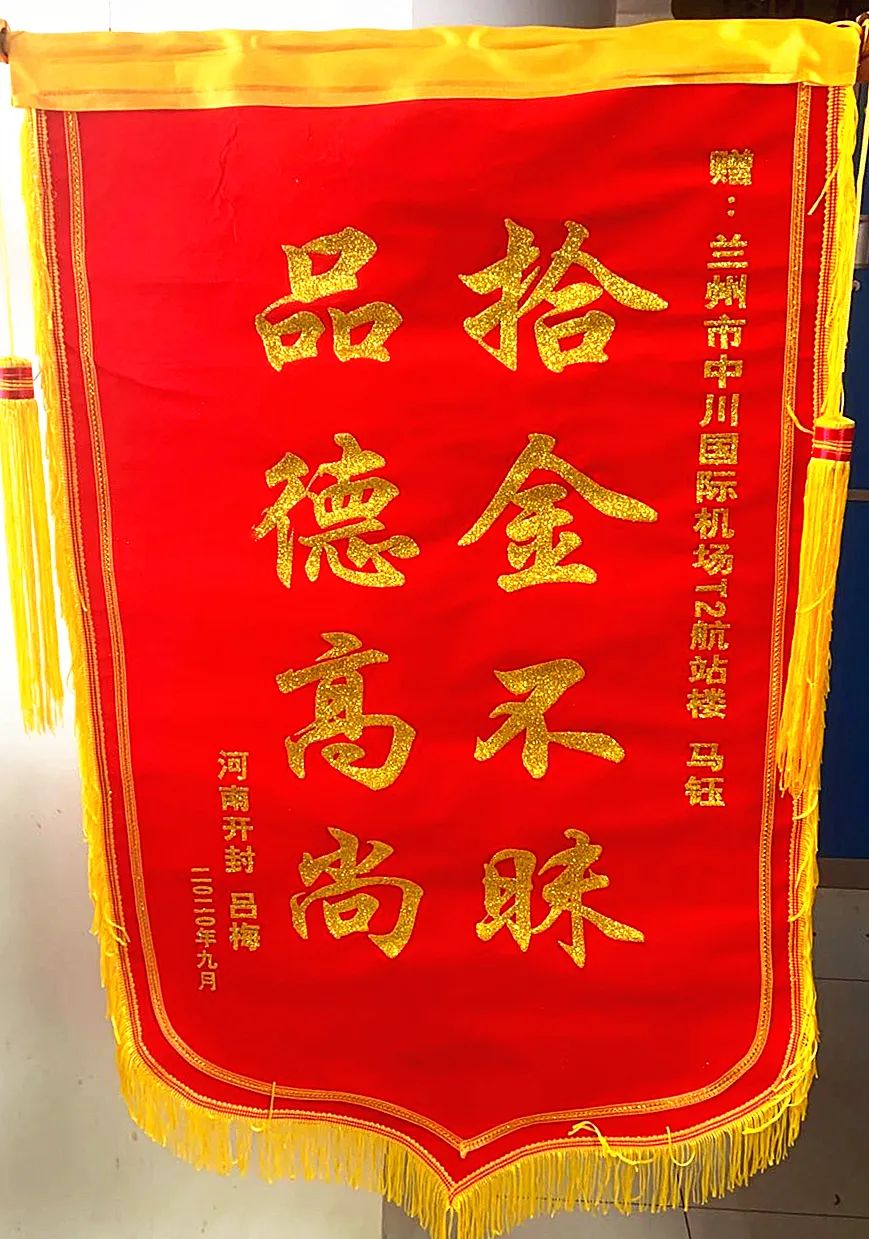 赠：兰州市中川国际机场T2航站楼 马钰
拾金不昧
品德高尚
河南开封 吕梅
二〇二〇年九月